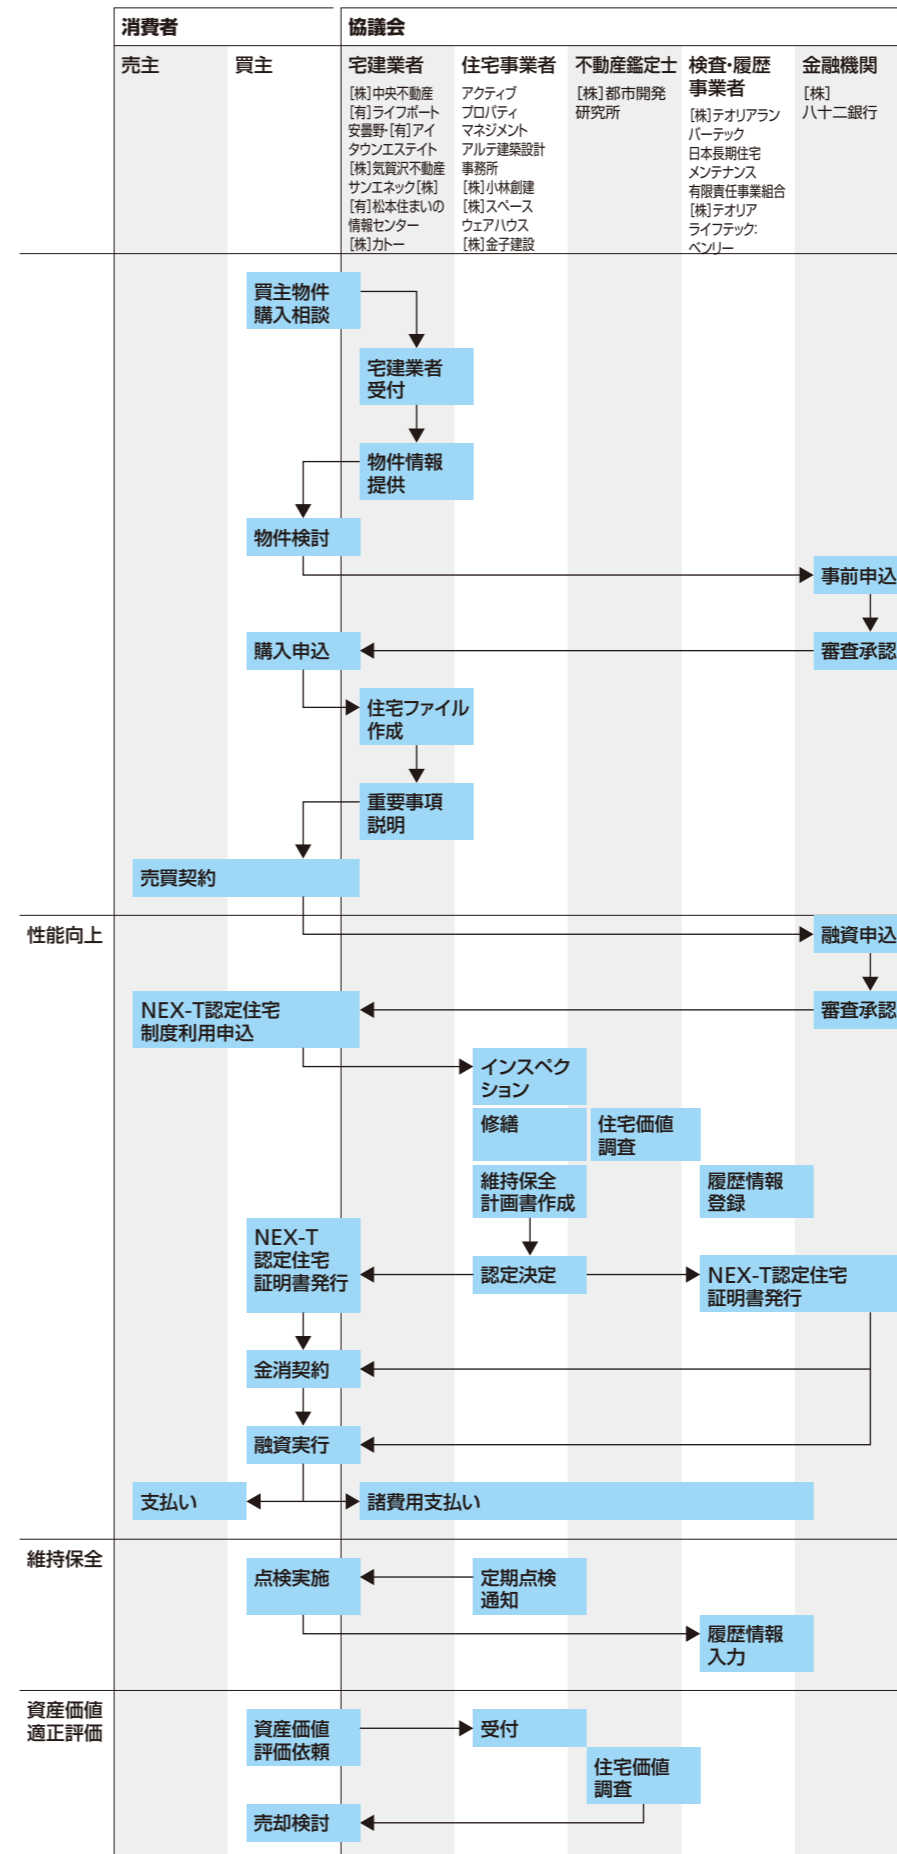 消費者
協議会
売主
買主
宅建業者
[株]中央不動産
[有]ライフポート
安曇野・[有]アイ
タウンエステイト
[株]気賀沢不動産
サンエネック[株]
[有]松本住まいの
情報センター
[株]カトー
住宅事業者
アクティブ
プロパティ
マネジメント
アルテ建築設計
事務所
[株]小林創建
[株]スペース
ウェアハウス
[株]金子建設
不動産鑑定士
[株]都市開発
研究所
検査・履歴
事業者
[株]テオリアラン
バーテック
日本長期住宅
メンテナンス
有限責任事業組合
[株]テオリア
ライフテック:
ベンリー
金融機関
[株]
八十二銀行
買主物件
購入相談
宅建業者
受付
物件情報
提供
物件検討
事前申込
購入申込
審査承認
住宅ファイル
作成
重要事項
説明
売買契約
性能向上
融資申込
NEX-T認定住宅
制度利用申込
審査承認
インスペク
ション
修繕
住宅価値
調査
維持保全
計画書作成
履歴情報
登録
NEX-T
認定住宅
証明書発行
認定決定
NEX-T認定住宅
証明書発行
金消契約
融資実行
支払い
諸費用支払い
維持保全
点検実施
定期点検
通知
履歴情報
入力
資産価値
適正評価
資産価値
評価依頼
受付
住宅価値
調査
売却検討